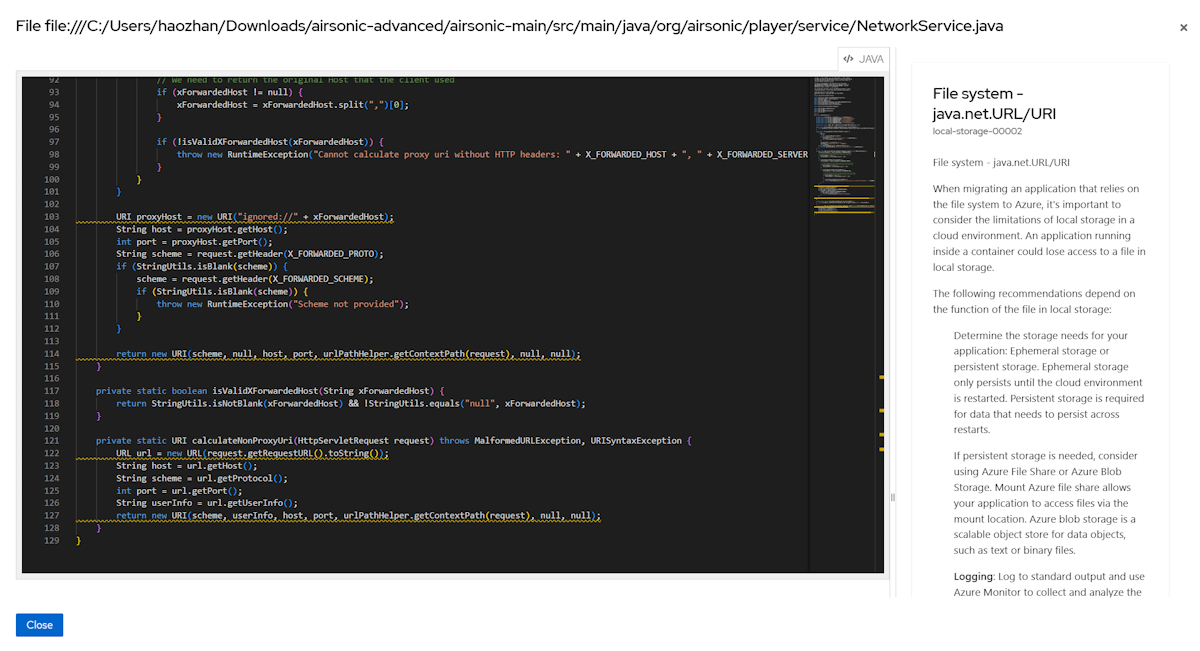 File file:///C:/Users/haozhan/Downloads/airsonic-advanced/airsonic-main/src/main/java/org/airsonic/player/service/NetworkService.java
×
</> JAVA
92 // we need to return the original Host that the client used
93 if (xForwardedHost != null) {
94 xForwardedHost = xForwardedHost.split(",")[0];
95 }
96
97 if (!isValidXForwardedHost(xForwardedHost)) {
98 throw new RuntimeException("Cannot calculate proxy uri without HTTP headers: " + X_FORWARDED_HOST + ", " + X_FORWARDED_SERVER
99 }
100 }
101 }
102
103 URI proxyHost = new URI("ignored://" + xForwardedHost);
104 String host = proxyHost.getHost();
105 int port = proxyHost.getPort();
106 String scheme = request.getHeader(X_FORWARDED_PROTO);
107 if (StringUtils.isBlank(scheme)) {
108 scheme = request.getHeader(X_FORWARDED_SCHEME);
109 if (StringUtils.isBlank(scheme)) {
110 throw new RuntimeException("Scheme not provided");
111 }
112 }
113
114 return new URI(scheme, null, host, port, urlPathHelper.getContextPath(request), null, null);
115 }
116
117 private static boolean isValidXForwardedHost(String xForwardedHost) {
118 return StringUtils.isNotBlank(xForwardedHost) && !StringUtils.equals("null", xForwardedHost);
119 }
120
121 private static URI calculateNonProxyUri(HttpServletRequest request) throws MalformedURLException, URISyntaxException {
122 URL url = new URL(request.getRequestURL().toString());
123 String host = url.getHost();
124 String scheme = url.getProtocol();
125 int port = url.getPort();
126 String userInfo = url.getUserInfo();
127 return new URI(scheme, userInfo, host, port, urlPathHelper.getContextPath(request), null, null);
128 }
129 }
File system -
java.net.URL/URI
local-storage-00002
File system - java.net.URL/URI
When migrating an application that relies on
the file system to Azure, it's important to
consider the limitations of local storage in a
cloud environment. An application running
inside a container could lose access to a file in
local storage.
The following recommendations depend on
the function of the file in local storage:
Determine the storage needs for your
application: Ephemeral storage or
persistent storage. Ephemeral storage
only persists until the cloud environment
is restarted. Persistent storage is required
for data that needs to persist across
restarts.
If persistent storage is needed, consider
using Azure File Share or Azure Blob
Storage. Mount Azure file share allows
your application to access files via the
mount location. Azure blob storage is a
scalable object store for data objects,
such as text or binary files.
Logging: Log to standard output and use
Azure Monitor to collect and analyze the
Close